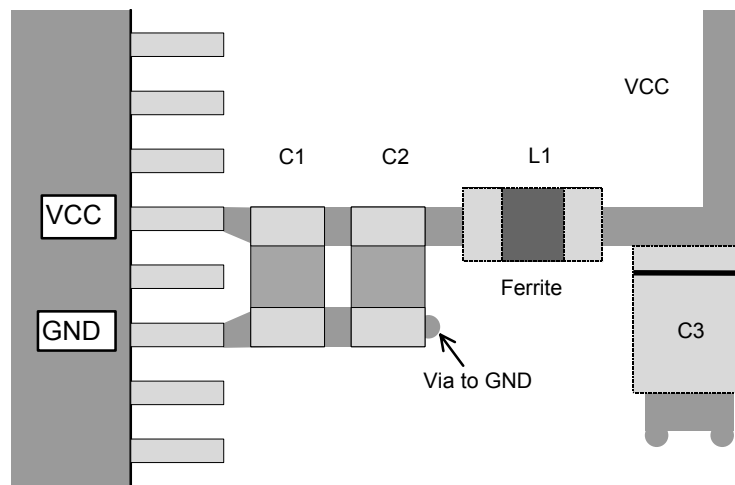 VCC
C1
C2
L1
VCC
Ferrite
GND
C3
Via to GND